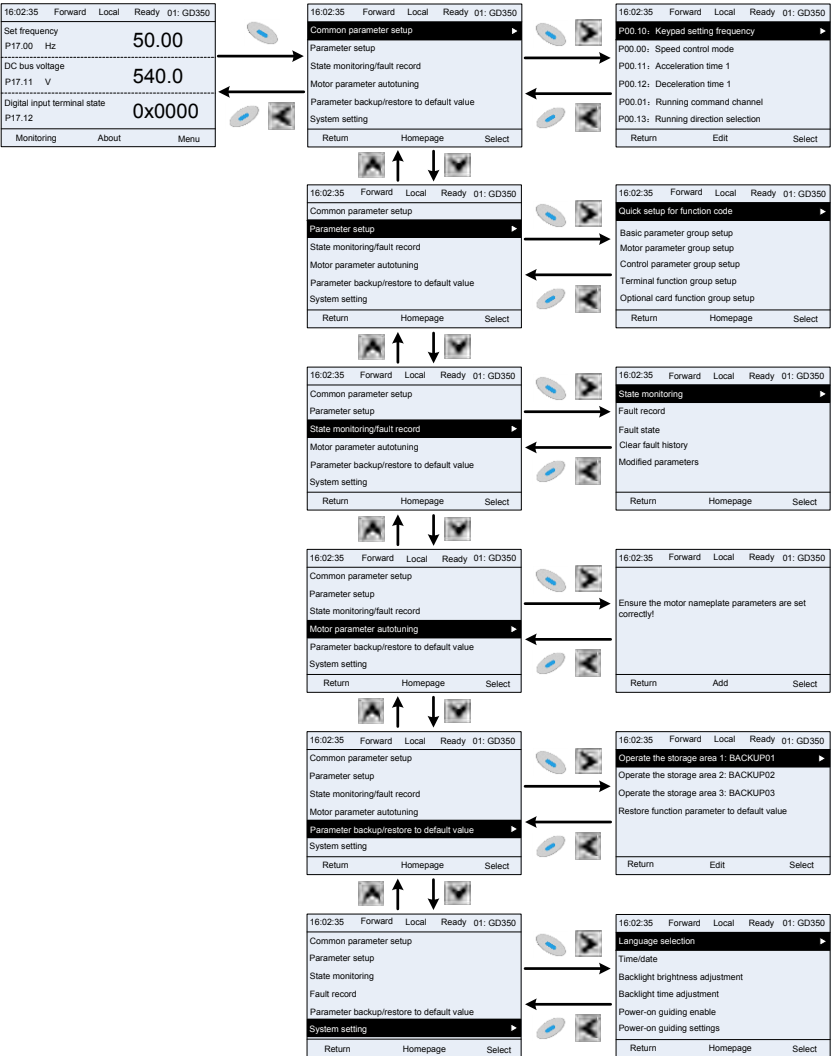 16:02:35 Forward Local Ready 01: GD350
Set frequency
P17.00 Hz 50.00
DC bus voltage
P17.11 V 540.0
Digital input terminal state
P17.12 0x0000
Monitoring About Menu
16:02:35 Forward Local Ready 01: GD350
Common parameter setup
Parameter setup
State monitoring/fault record
Motor parameter autotuning
Parameter backup/restore to default value
System setting
Return Homepage Select
16:02:35 Forward Local Ready 01: GD350
P00.10: Keypad setting frequency
P00.00: Speed control mode
P00.11: Acceleration time 1
P00.12: Deceleration time 1
P00.01: Running command channel
P00.13: Running direction selection
Return Edit Select
16:02:35 Forward Local Ready 01: GD350
Common parameter setup
Parameter setup
State monitoring/fault record
Motor parameter autotuning
Parameter backup/restore to default value
System setting
Return Homepage Select
16:02:35 Forward Local Ready 01: GD350
Quick setup for function code
Basic parameter group setup
Motor parameter group setup
Control parameter group setup
Terminal function group setup
Optional card function group setup
Return Homepage Select
16:02:35 Forward Local Ready 01: GD350
Common parameter setup
Parameter setup
State monitoring/fault record
Motor parameter autotuning
Parameter backup/restore to default value
System setting
Return Homepage Select
16:02:35 Forward Local Ready 01: GD350
State monitoring
Fault record
Fault state
Clear fault history
Modified parameters
Return Homepage Select
16:02:35 Forward Local Ready 01: GD350
Common parameter setup
Parameter setup
State monitoring/fault record
Motor parameter autotuning
Parameter backup/restore to default value
System setting
Return Homepage Select
16:02:35 Forward Local Ready 01: GD350
Ensure the motor nameplate parameters are set
correctly!
Return Add Select
16:02:35 Forward Local Ready 01: GD350
Common parameter setup
Parameter setup
State monitoring/fault record
Motor parameter autotuning
Parameter backup/restore to default value
System setting
Return Homepage Select
16:02:35 Forward Local Ready 01: GD350
Operate the storage area 1: BACKUP01
Operate the storage area 2: BACKUP02
Operate the storage area 3: BACKUP03
Restore function parameter to default value
Return Edit Select
16:02:35 Forward Local Ready 01: GD350
Common parameter setup
Parameter setup
State monitoring
Fault record
Parameter backup/restore to default value
System setting
Return Homepage Select
16:02:35 Forward Local Ready 01: GD350
Language selection
Time/date
Backlight brightness adjustment
Backlight time adjustment
Power-on guiding enable
Power-on guiding settings
Return Homepage Select